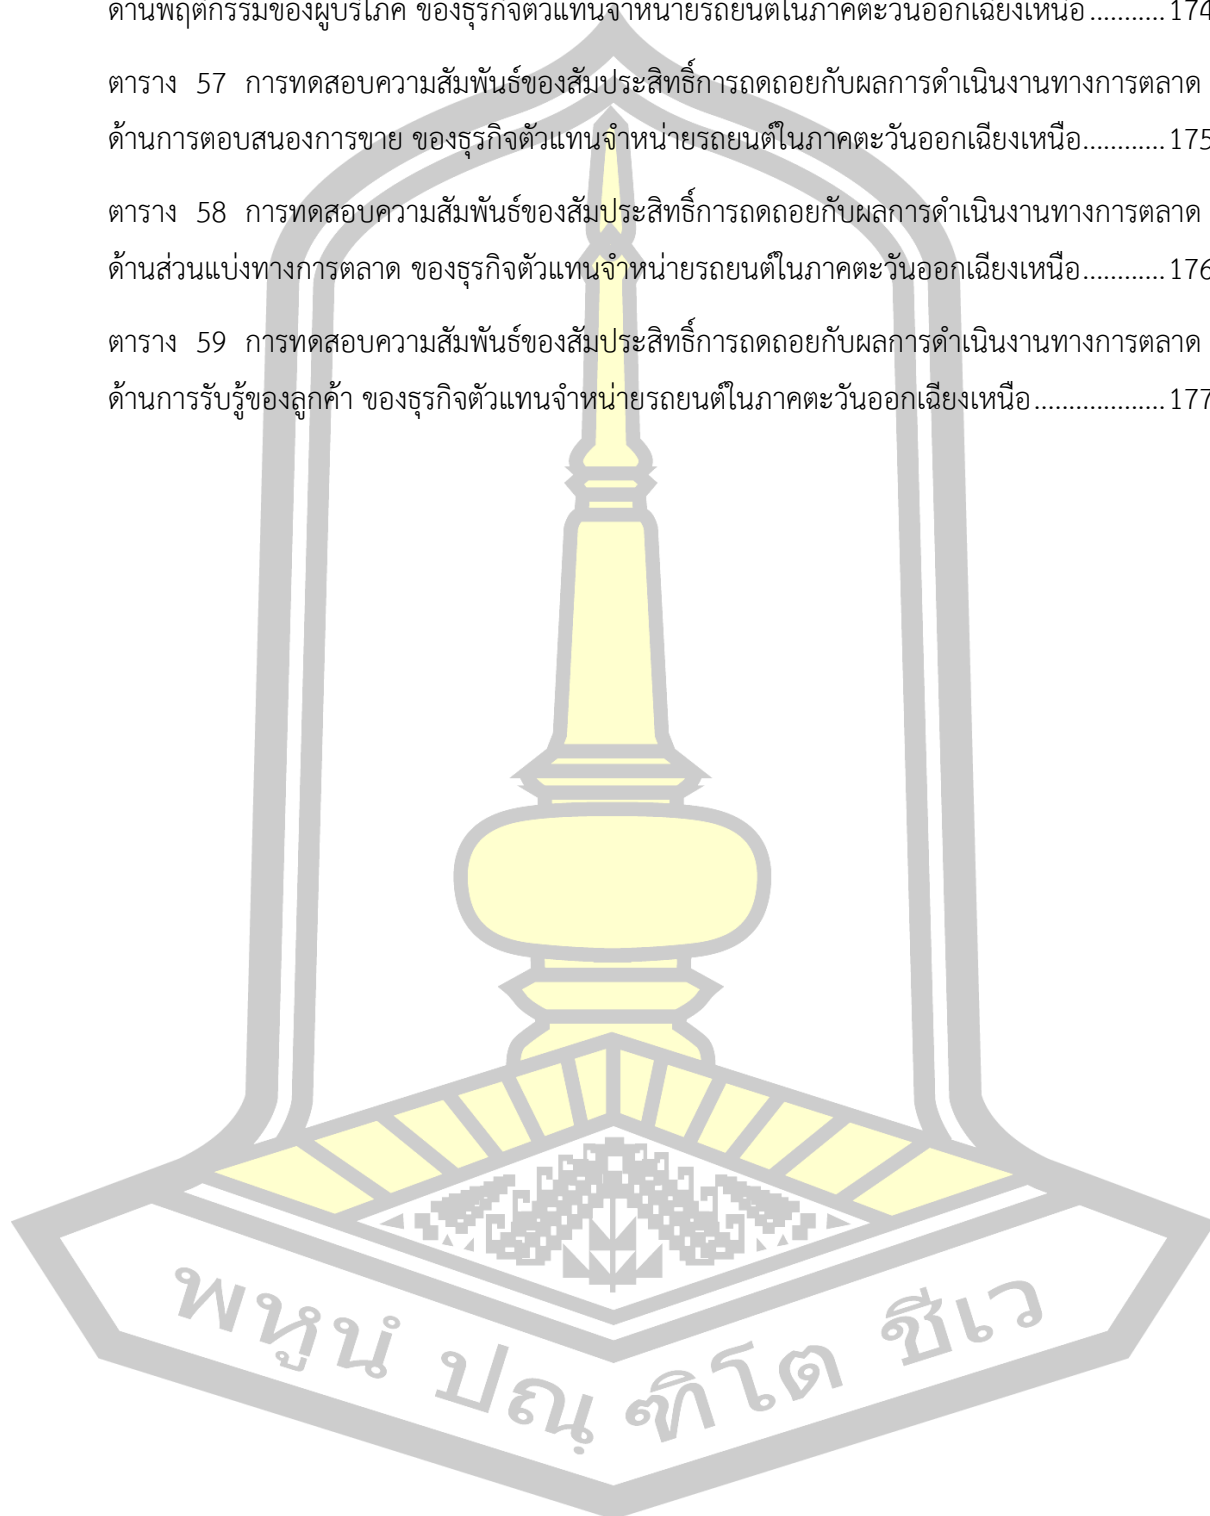 ด้านพฤติกรรมของผู้บริโภค ของธุรกิจตัวแทนจำหน่ายรถยนต์ในภาคตะวันออกเฉียงเหนือ...........174
ตาราง 57 การทดสอบความสัมพันธ์ของสัมประสิทธิ์การถดถอยกับผลการดำเนินงานทางการตลาด
ด้านการตอบสนองการขาย ของธุรกิจตัวแทนจำหน่ายรถยนต์ในภาคตะวันออกเฉียงเหนือ............175
ตาราง 58 การทดสอบความสัมพันธ์ของสัมประสิทธิ์การถดถอยกับผลการดำเนินงานทางการตลาด
ด้านส่วนแบ่งทางการตลาด ของธุรกิจตัวแทนจำหน่ายรถยนต์ในภาคตะวันออกเฉียงเหนือ............176
ตาราง 59 การทดสอบความสัมพันธ์ของสัมประสิทธิ์การถดถอยกับผลการดำเนินงานทางการตลาด
ด้านการรับรู้ของลูกค้า ของธุรกิจตัวแทนจำหน่ายรถยนต์ในภาคตะวันออกเฉียงเหนือ...................177
พหูนํ ปณฺฑิโต ชีเว